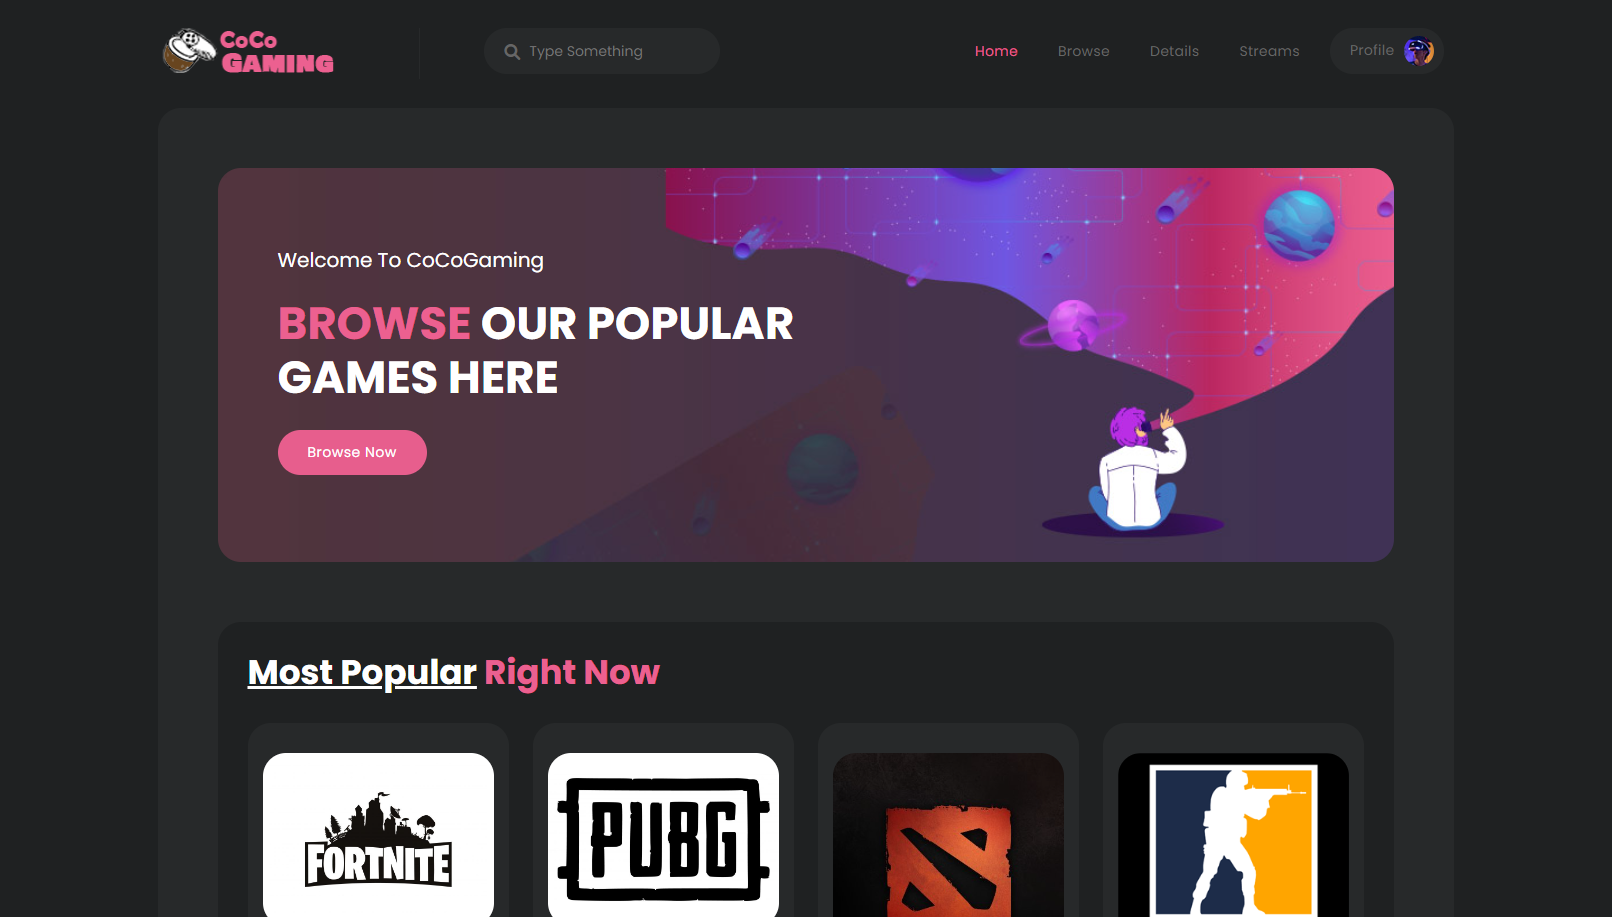 CoCo
GAMING
Type Something
Home
Browse
Details
Streams
Profile
Welcome To CoCoGaming
BROWSE OUR POPULAR
GAMES HERE
Browse Now
Most Popular Right Now
FORTNITE
PUBG